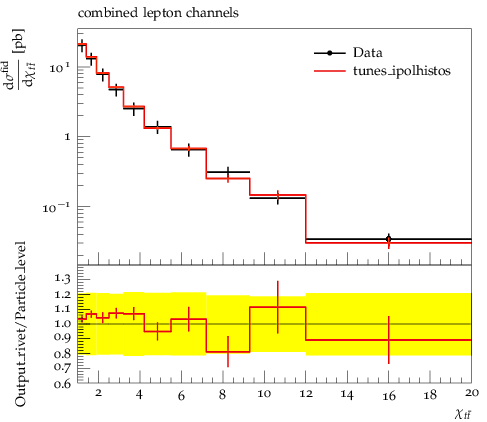 combined lepton channels
dσ^fid/dχ_tt̄ [pb]
Data
tunes_ipolhistos
10^1
1
10^−1
Output_rivet/Particle_level
1.3
1.2
1.1
1.0
0.9
0.8
0.7
0.6
2 4 6 8 10 12 14 16 18 20
χ_tt̄